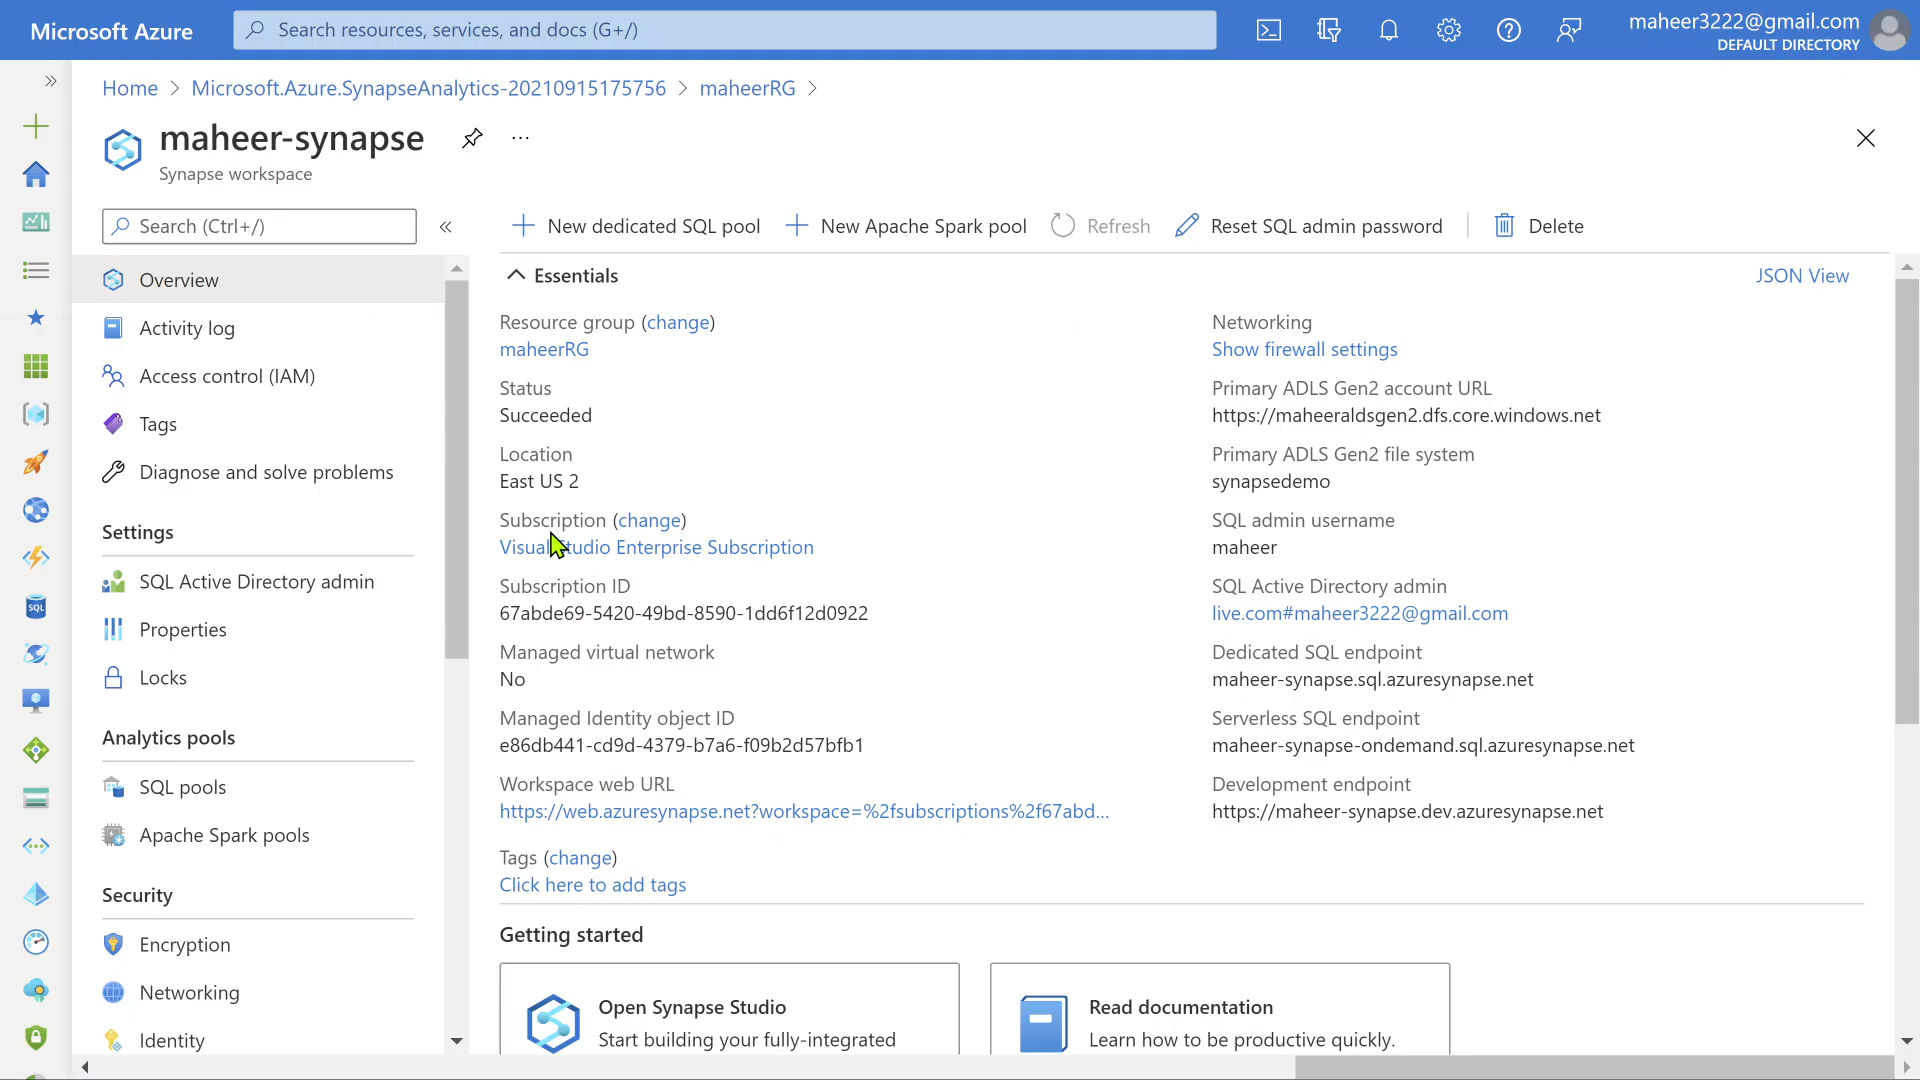 Microsoft Azure
Search resources, services, and docs (G+/)
maheer3222@gmail.com
DEFAULT DIRECTORY
Home > Microsoft.Azure.SynapseAnalytics-20210915175756 > maheerRG >
maheer-synapse
Synapse workspace
Search (Ctrl+/)
New dedicated SQL pool
New Apache Spark pool
Refresh
Reset SQL admin password
Delete
Overview
Activity log
Access control (IAM)
Tags
Diagnose and solve problems
Settings
SQL Active Directory admin
Properties
Locks
Analytics pools
SQL pools
Apache Spark pools
Security
Encryption
Networking
Identity
SQL
Essentials
JSON View
Resource group (change)
maheerRG
Status
Succeeded
Location
East US 2
Subscription (change)
Visual Studio Enterprise Subscription
Subscription ID
67abde69-5420-49bd-8590-1dd6f12d0922
Managed virtual network
No
Managed Identity object ID
e86db441-cd9d-4379-b7a6-f09b2d57bfb1
Workspace web URL
https://web.azuresynapse.net?workspace=%2fsubscriptions%2f67abd...
Tags (change)
Click here to add tags
Networking
Show firewall settings
Primary ADLS Gen2 account URL
https://maheeraldsgen2.dfs.core.windows.net
Primary ADLS Gen2 file system
synapsedemo
SQL admin username
maheer
SQL Active Directory admin
live.com#maheer3222@gmail.com
Dedicated SQL endpoint
maheer-synapse.sql.azuresynapse.net
Serverless SQL endpoint
maheer-synapse-ondemand.sql.azuresynapse.net
Development endpoint
https://maheer-synapse.dev.azuresynapse.net
Getting started
Open Synapse Studio
Start building your fully-integrated
Read documentation
Learn how to be productive quickly.